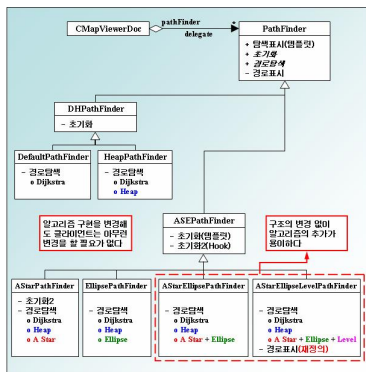 CMapViewerDoc
pathFinder
delegate
PathFinder
+ 탐색표시(템플릿)
+ 초기화
+ 경로탐색
- 경로표시
DHPathFinder
- 초기화
DefaultPathFinder
- 경로탐색
o Dijkstra
HeapPathFinder
- 경로탐색
o Dijkstra
o Heap
ASEPathFinder
- 초기화(템플릿)
- 초기화2(Hook)
알고리즘 구현을 변경해
도 클라이언트는 아무런
변경을 할 필요가 없다
구조의 변경 없이
알고리즘의 추가가
용이하다
AStarPathFinder
- 초기화2
- 경로탐색
o Dijkstra
o Heap
o A Star
EllipsePathFinder
- 경로탐색
o Dijkstra
o Heap
o Ellipse
AStarEllipsePathFinder
- 경로탐색
o Dijkstra
o Heap
o A Star + Ellipse
AStarEllipseLevelPathFinder
- 경로탐색
o Dijkstra
o Heap
o A Star + Ellipse + Level
- 경로표시(재정의)